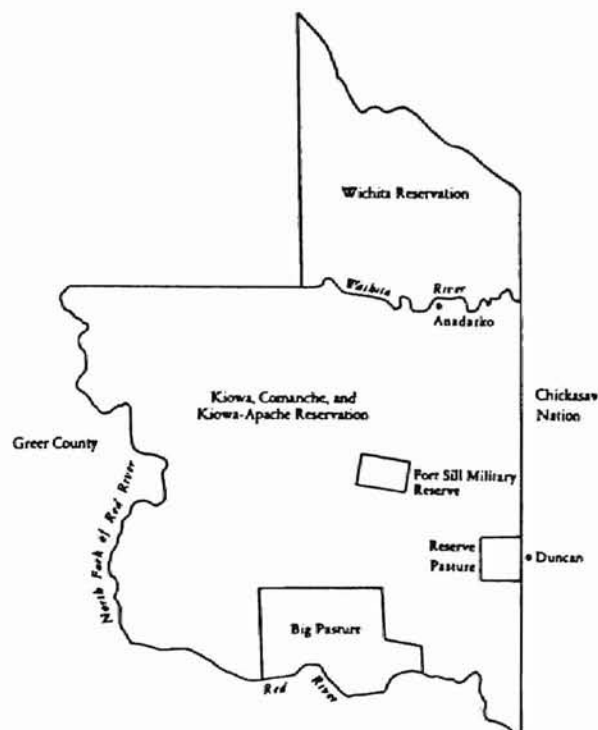 Wichita Reservation
Washita River
Anadarko
Kiowa, Comanche, and
Kiowa-Apache Reservation
Chickasaw
Nation
Greer County
Fort Sill Military
Reserve
North Fork of Red River
Reserve
Pasture
Duncan
Big Pasture
Red River